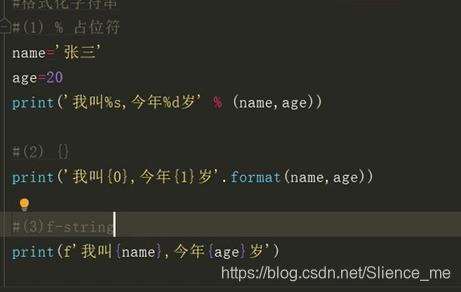 #格式化字符串
#(1) % 占位符
name='张三'
age=20
print('我叫%s,今年%d岁' % (name,age))
#(2) {}
print('我叫{0},今年{1}岁'.format(name,age))
#(3)f-string
print(f'我叫{name},今年{age}岁')
https://blog.csdn.net/Slience_me